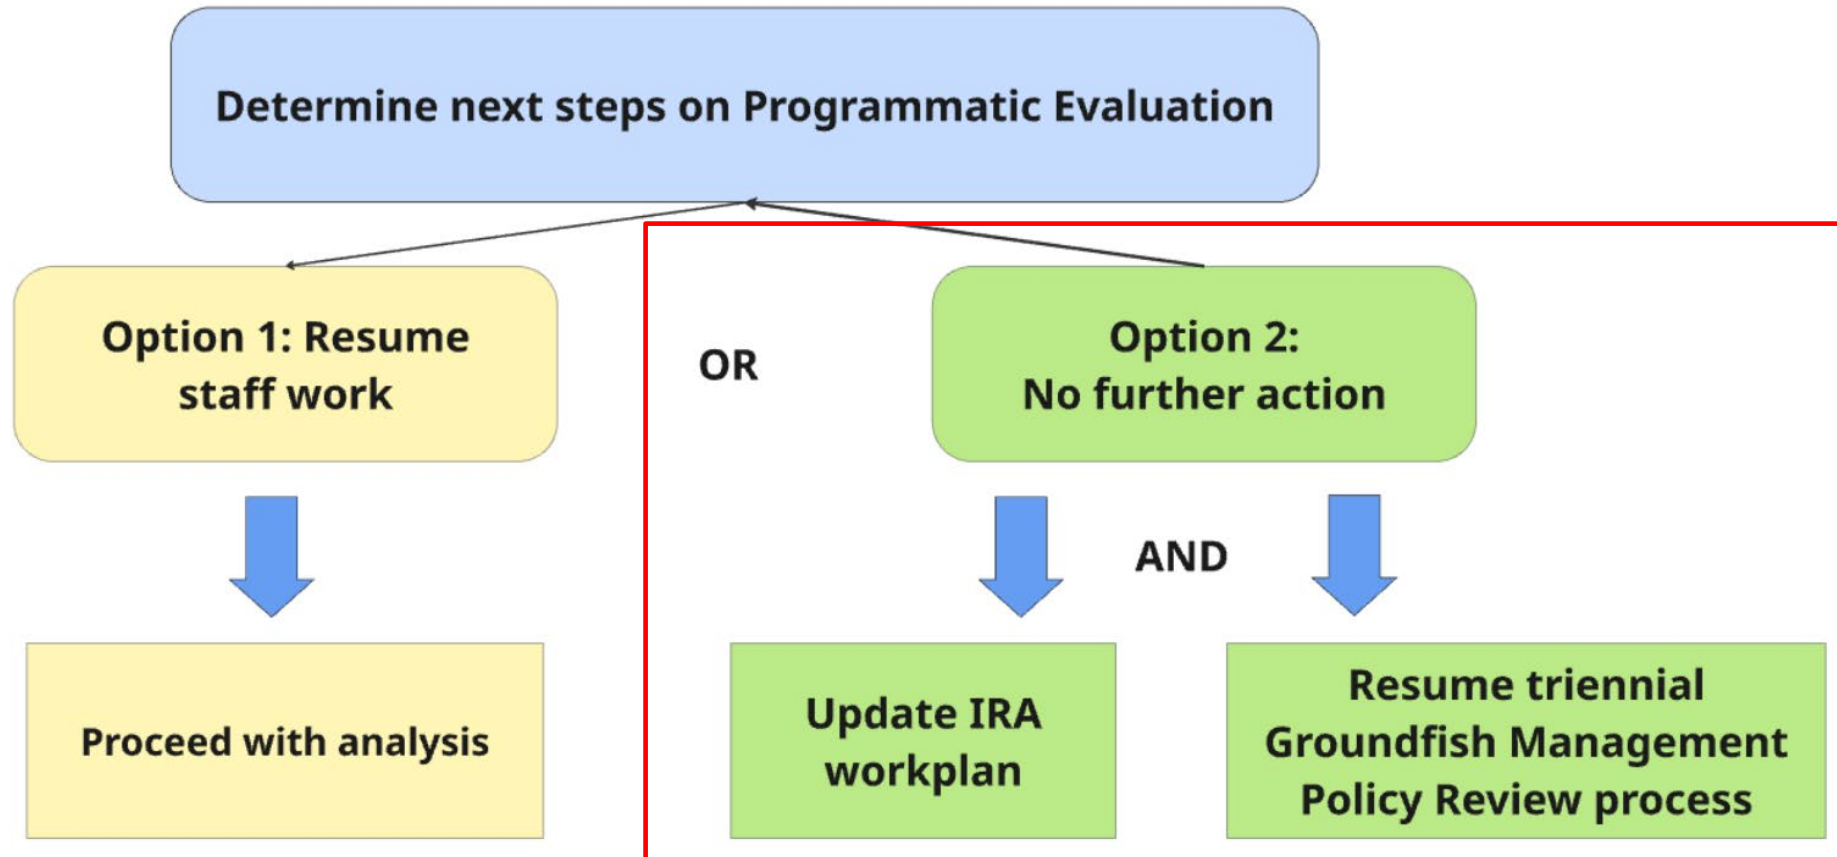 Determine next steps on Programmatic Evaluation
Option 1: Resume
staff work
OR
Option 2:
No further action
AND
Proceed with analysis
Update IRA
workplan
Resume triennial
Groundfish Management
Policy Review process